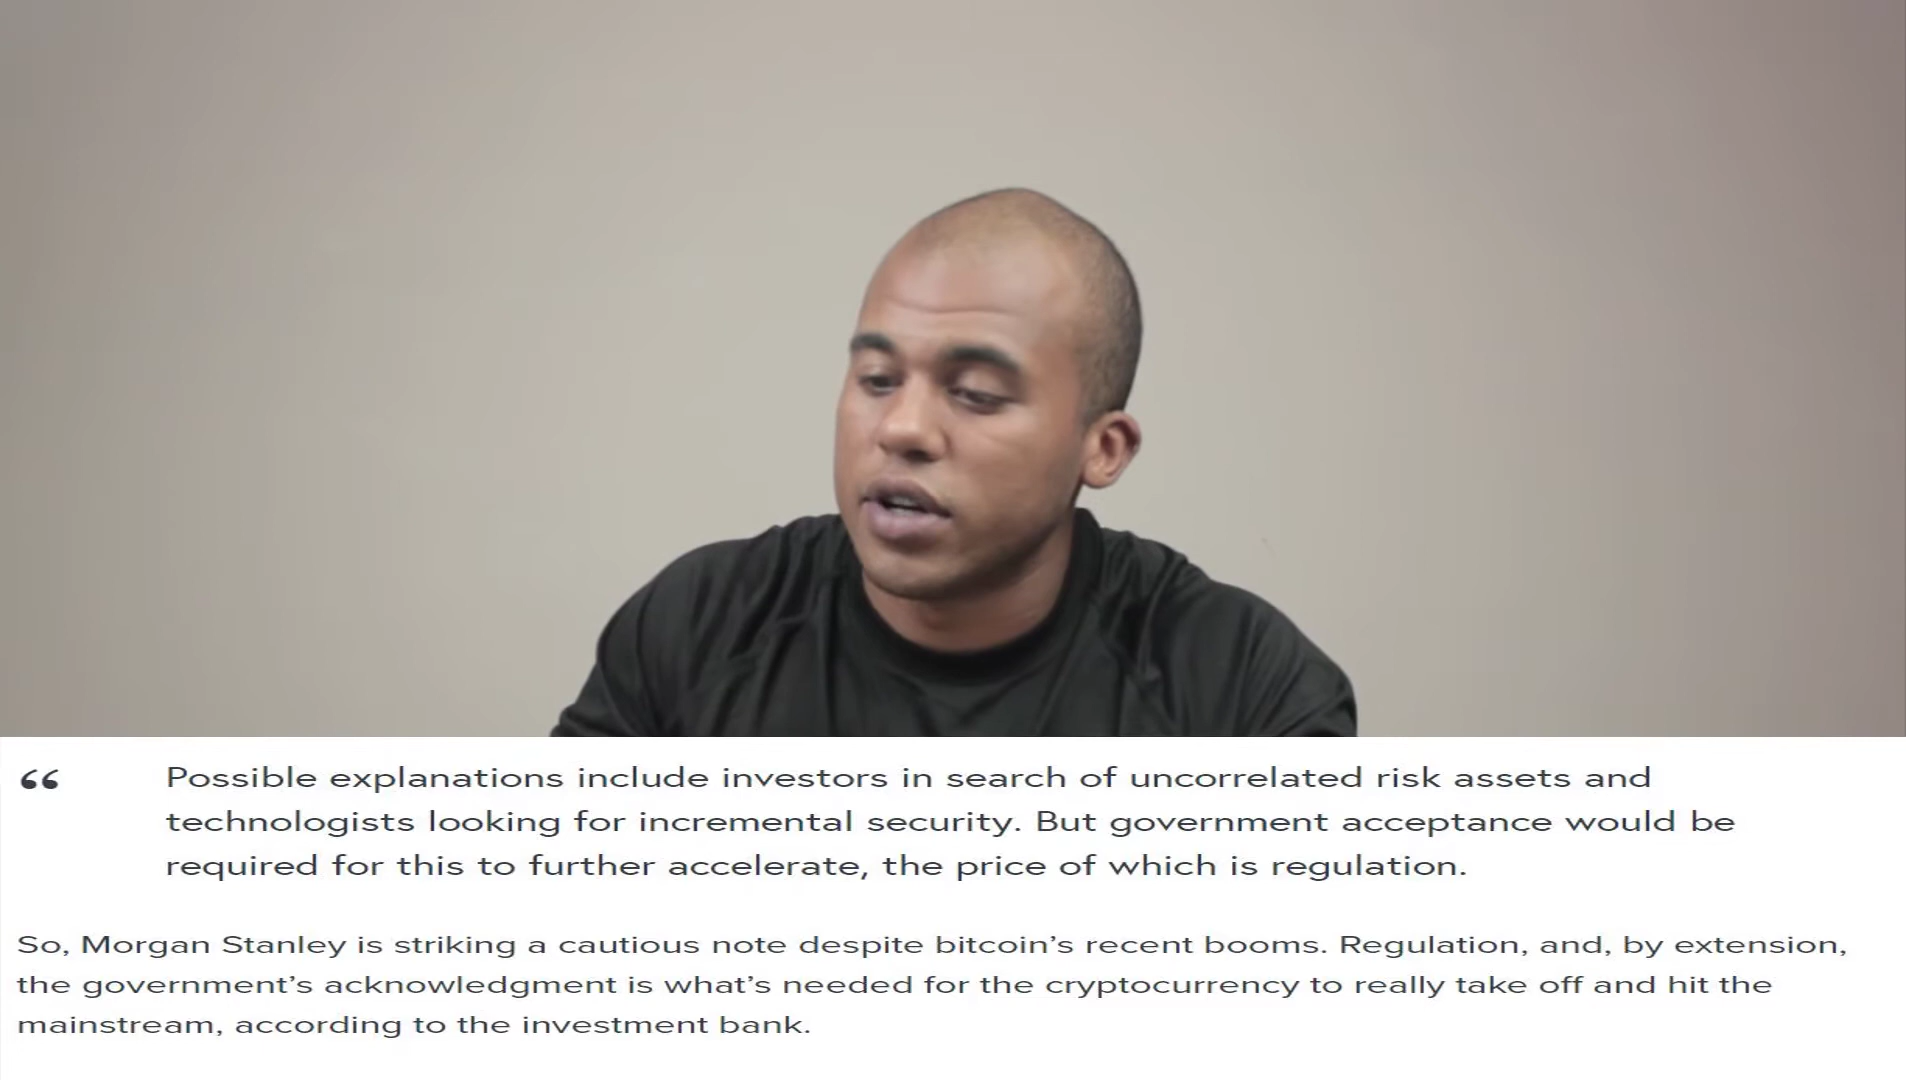 “ Possible explanations include investors in search of uncorrelated risk assets and
technologists looking for incremental security. But government acceptance would be
required for this to further accelerate, the price of which is regulation.
So, Morgan Stanley is striking a cautious note despite bitcoin’s recent booms. Regulation, and, by extension,
the government’s acknowledgment is what’s needed for the cryptocurrency to really take off and hit the
mainstream, according to the investment bank.